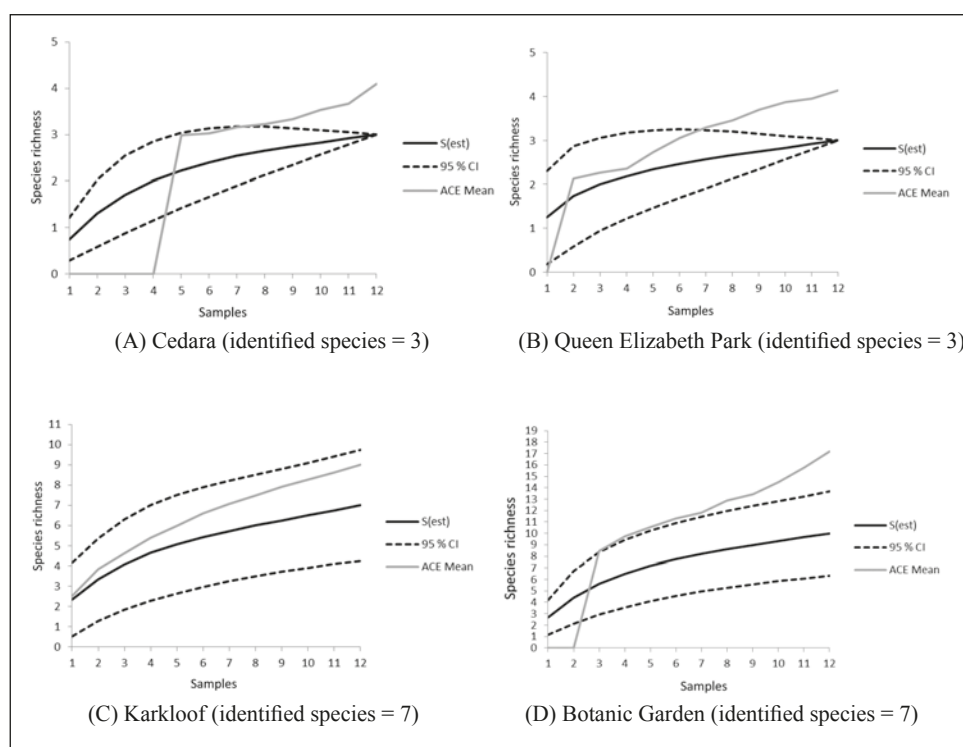 5
4
3
2
1
0
Species richness
1 2 3 4 5 6 7 8 9 10 11 12
Samples
S(est)
95 % CI
ACE Mean
(A) Cedara (identified species = 3)
5
4
3
2
1
0
Species richness
1 2 3 4 5 6 7 8 9 10 11 12
Samples
S(est)
95 % CI
ACE Mean
(B) Queen Elizabeth Park (identified species = 3)
11
10
9
8
7
6
5
4
3
2
1
0
Species richness
1 2 3 4 5 6 7 8 9 10 11 12
Samples
S(est)
95 % CI
ACE Mean
(C) Karkloof (identified species = 7)
19
18
17
16
15
14
13
12
11
10
9
8
7
6
5
4
3
2
1
0
Species richness
1 2 3 4 5 6 7 8 9 10 11 12
Samples
S(est)
95 % CI
ACE Mean
(D) Botanic Garden (identified species = 7)